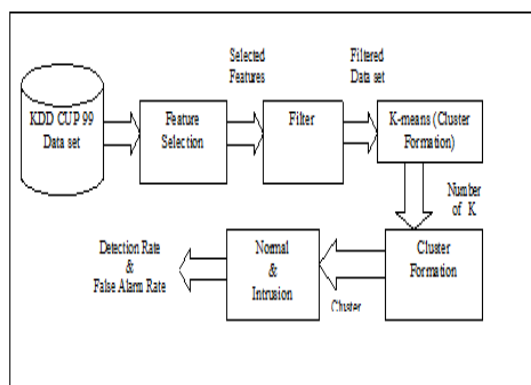 Selected
Features
Filtered
Data set
KDD CUP 99
Data set
Feature
Selection
Filter
K-means (Cluster
Formation)
Number
of K
Detection Rate
&
False Alarm Rate
Normal
&
Intrusion
Cluster
Cluster
Formation